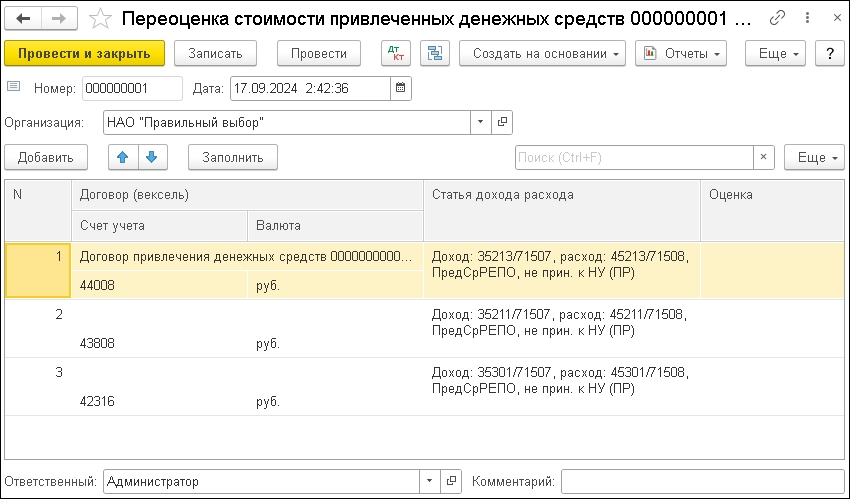 Переоценка стоимости привлеченных денежных средств 000000001 ...
Провести и закрыть Записать Провести Дт Кт Создать на основании Отчеты Еще ?
Номер: 000000001 Дата: 17.09.2024 2:42:36
Организация: НАО "Правильный выбор"
Добавить Заполнить Поиск (Ctrl+F) × Еще
N Договор (вексель) Статья дохода расхода Оценка
Счет учета Валюта
1 Договор привлечения денежных средств 0000000000... Доход: 35213/71507, расход: 45213/71508,
ПредСрРЕПО, не прин. к НУ (ПР)
44008 руб.
2 Доход: 35211/71507, расход: 45211/71508,
ПредСрРЕПО, не прин. к НУ (ПР)
43808 руб.
3 Доход: 35301/71507, расход: 45301/71508,
ПредСрРЕПО, не прин. к НУ (ПР)
42316 руб.
Ответственный: Администратор Комментарий: